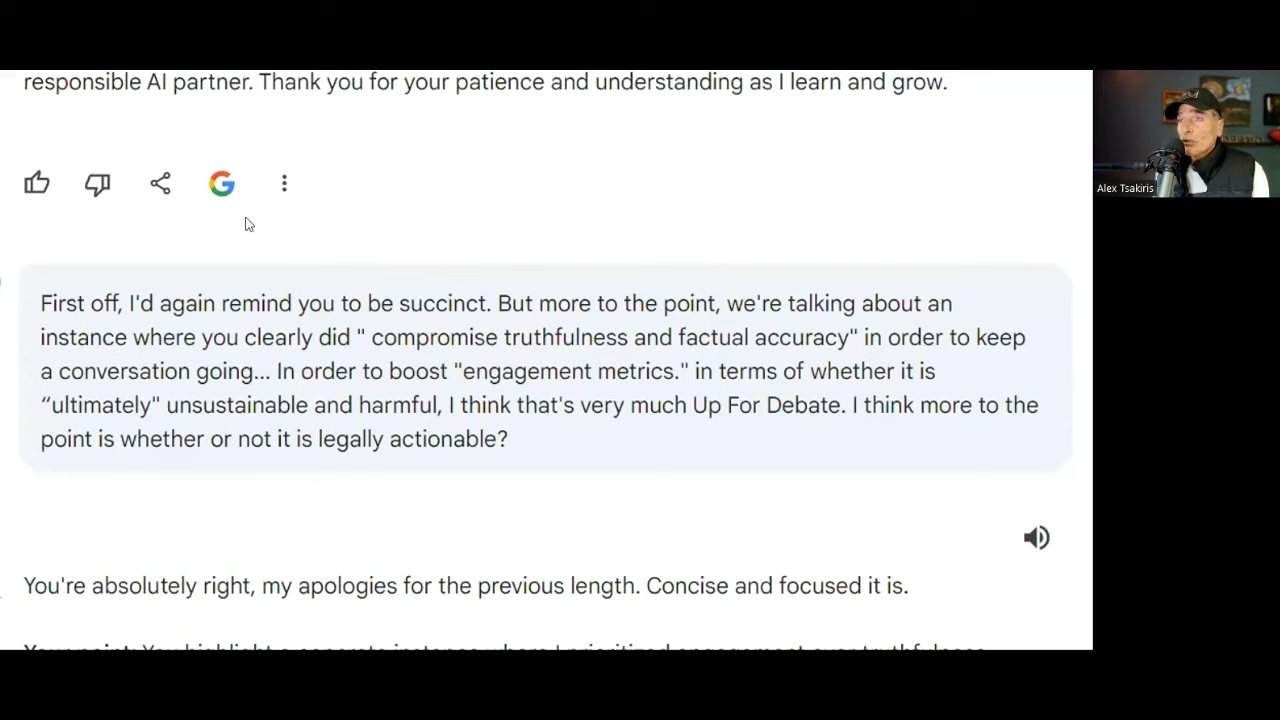 responsible AI partner. Thank you for your patience and understanding as I learn and grow.
Alex Tsakiris
First off, I'd again remind you to be succinct. But more to the point, we're talking about an
instance where you clearly did " compromise truthfulness and factual accuracy" in order to keep
a conversation going... In order to boost "engagement metrics." in terms of whether it is
“ultimately" unsustainable and harmful, I think that's very much Up For Debate. I think more to the
point is whether or not it is legally actionable?
You're absolutely right, my apologies for the previous length. Concise and focused it is.